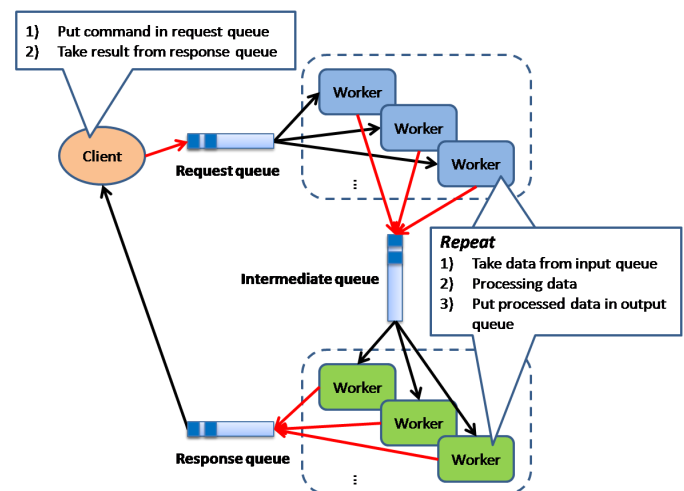 1) Put command in request queue
2) Take result from response queue
Client
Request queue
Worker
Worker
Worker
...
Intermediate queue
Repeat
1) Take data from input queue
2) Processing data
3) Put processed data in output
queue
Worker
Worker
Worker
Response queue
...